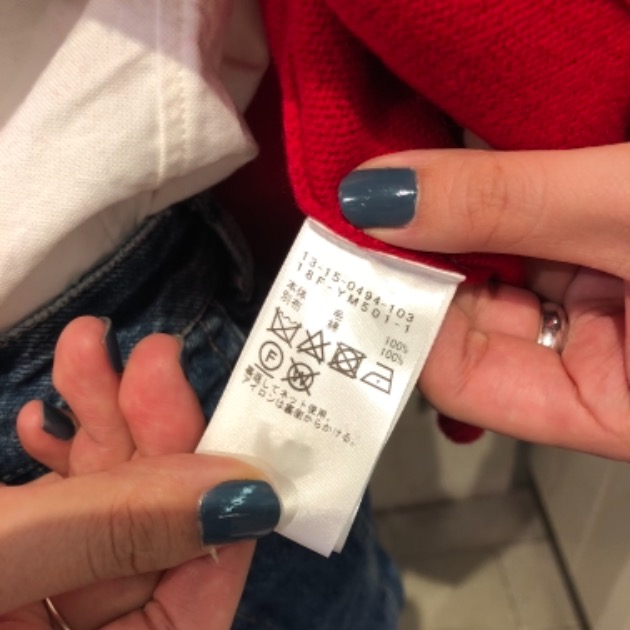 13-15-0494-103
18F-YM501-1
本体 毛 100%
別布 綿 100%
F W
裏返してネット使用。
アイロンは裏側からかける。